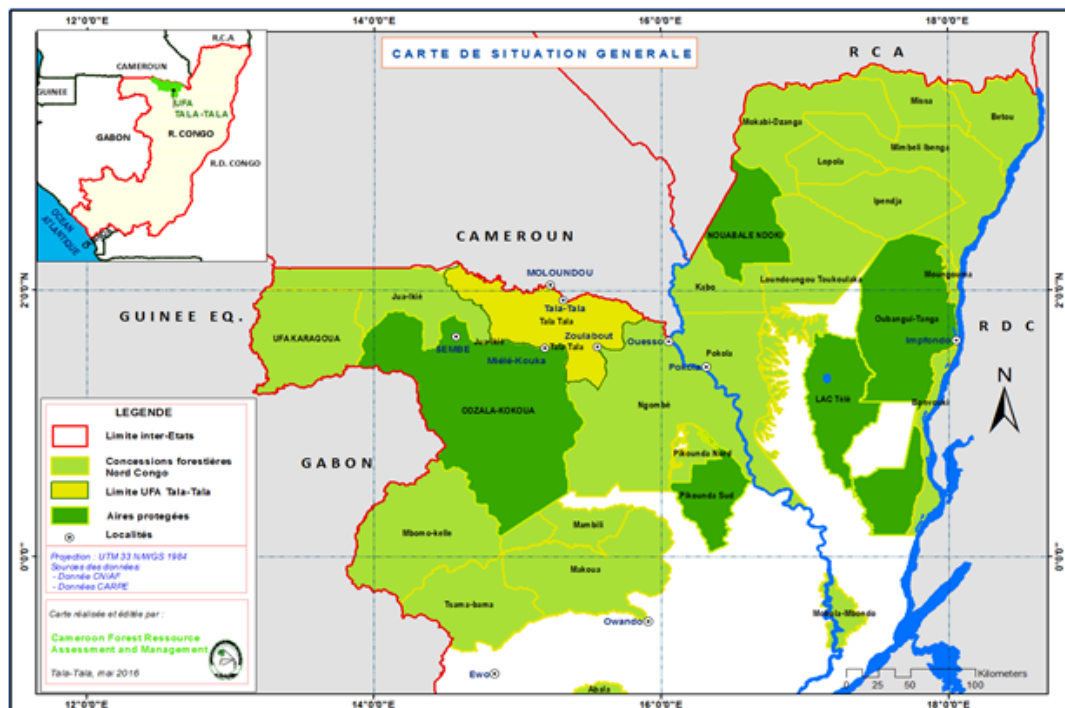 12°0'0"E
14°0'0"E
16°0'0"E
18°0'0"E
R.C.A
CAMEROUN
GUINEE
UFA
TALA-TALA
GABON
R. CONGO
R.D. CONGO
OCEAN
ATLANTIQUE
CARTE DE SITUATION GENERALE
R C A
Missa
Mokabi-Dzanga
Betou
Mimbeli Ibenga
Lopola
Ipendja
NOUABALE NDOKI
CAMEROUN
Loundoungou Toukoulaka
Moungouma
Kabo
MOLOUNDOU
Jua-Ikié
2°0'0"N
2°0'0"N
Tala-Tala
GUINEE EQ.
Tala Tala
Oubangui-Tanga
R D C
UFA KARAGOUA
SEMBE
Zoulabout
Tala Tala
Ouesso
Impfondo
Mielé-Kouka
Pokola
Pokola
N
LAC Télé
ODZALA-KOKOUA
Ngombé
LEGENDE
Limite inter-Etats
Concessions forestières
Nord Congo
Limite UFA Tala-Tala
Aires protegées
Localités
GABON
Pikounda Nord
Pikounda Sud
Mambili
Mbomo-kelle
0°0'0"
0°0'0"
Makoua
Projection : UTM 33 N/WGS 1984
Sources des données:
- Donnée CNIAF
- Données CARPE
Tsama-bama
Owando
Carte réalisée et éditée par :
Cameroon Forest Ressource
Assessment and Management
Tala-Tala, mai 2016
Ewo
Abala
Kilometers
0 25 50 100
12°0'0"E
14°0'0"E
16°0'0"E
18°0'0"E